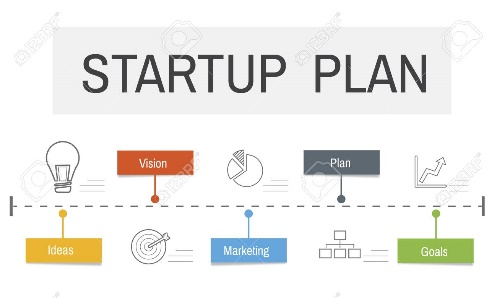 STARTUP PLAN
Vision
Plan
Ideas
Marketing
Goals